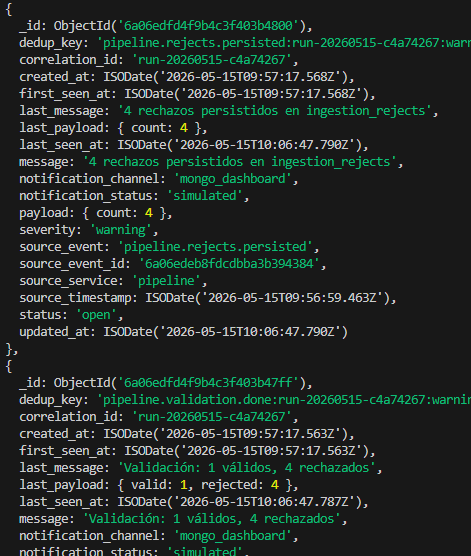 {
_id: ObjectId('6a06edfd4f9b4c3f403b4800'),
dedup_key: 'pipeline.rejects.persisted:run-20260515-c4a74267:warni
correlation_id: 'run-20260515-c4a74267',
created_at: ISODate('2026-05-15T09:57:17.568Z'),
first_seen_at: ISODate('2026-05-15T09:57:17.568Z'),
last_message: '4 rechazos persistidos en ingestion_rejects',
last_payload: { count: 4 },
last_seen_at: ISODate('2026-05-15T10:06:47.790Z'),
message: '4 rechazos persistidos en ingestion_rejects',
notification_channel: 'mongo_dashboard',
notification_status: 'simulated',
payload: { count: 4 },
severity: 'warning',
source_event: 'pipeline.rejects.persisted',
source_event_id: '6a06edeb8fdcdbba3b394384',
source_service: 'pipeline',
source_timestamp: ISODate('2026-05-15T09:56:59.463Z'),
status: 'open',
updated_at: ISODate('2026-05-15T10:06:47.790Z')
},
{
_id: ObjectId('6a06edfd4f9b4c3f403b47ff'),
dedup_key: 'pipeline.validation.done:run-20260515-c4a74267:warning
correlation_id: 'run-20260515-c4a74267',
created_at: ISODate('2026-05-15T09:57:17.563Z'),
first_seen_at: ISODate('2026-05-15T09:57:17.563Z'),
last_message: 'Validación: 1 válidos, 4 rechazados',
last_payload: { valid: 1, rejected: 4 },
last_seen_at: ISODate('2026-05-15T10:06:47.787Z'),
message: 'Validación: 1 válidos, 4 rechazados',
notification_channel: 'mongo_dashboard',
notification_status: 'simulated',